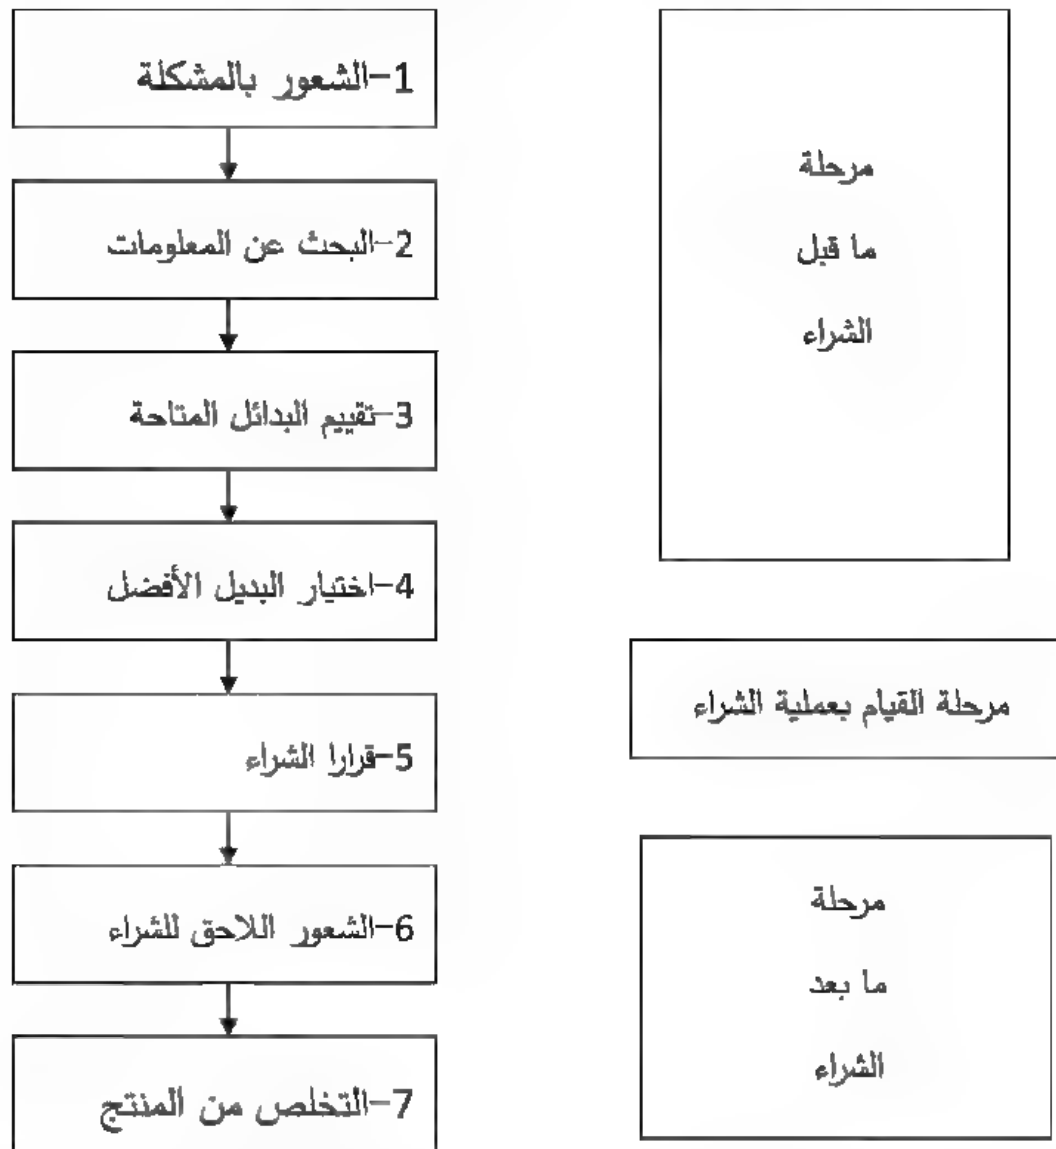 1-الشعور بالمشكلة
2-البحث عن المعلومات
3-تقييم البدائل المتاحة
4-اختيار البديل الأفضل
5-قرارا الشراء
6-الشعور اللاحق للشراء
7-التخلص من المنتج
مرحلة
ما قبل
الشراء
مرحلة القيام بعملية الشراء
مرحلة
ما بعد
الشراء